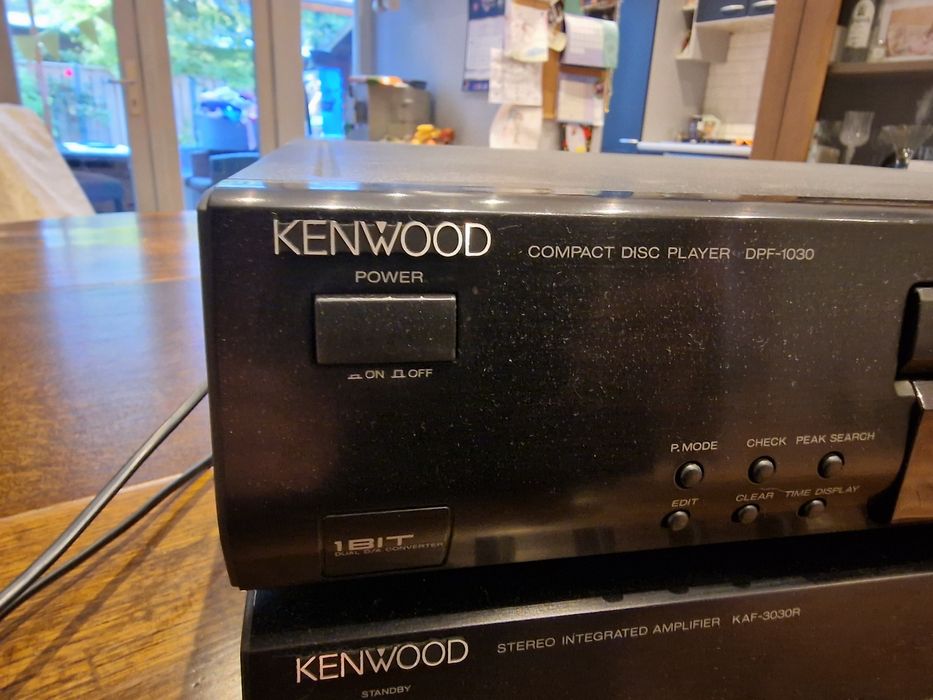 KENWOOD
COMPACT DISC PLAYER DPF-1030
POWER
ON OFF
P.MODE CHECK PEAK SEARCH
EDIT CLEAR TIME DISPLAY
1BIT
DUAL D/A CONVERTER
KENWOOD
STEREO INTEGRATED AMPLIFIER KAF-3030R
STANDBY